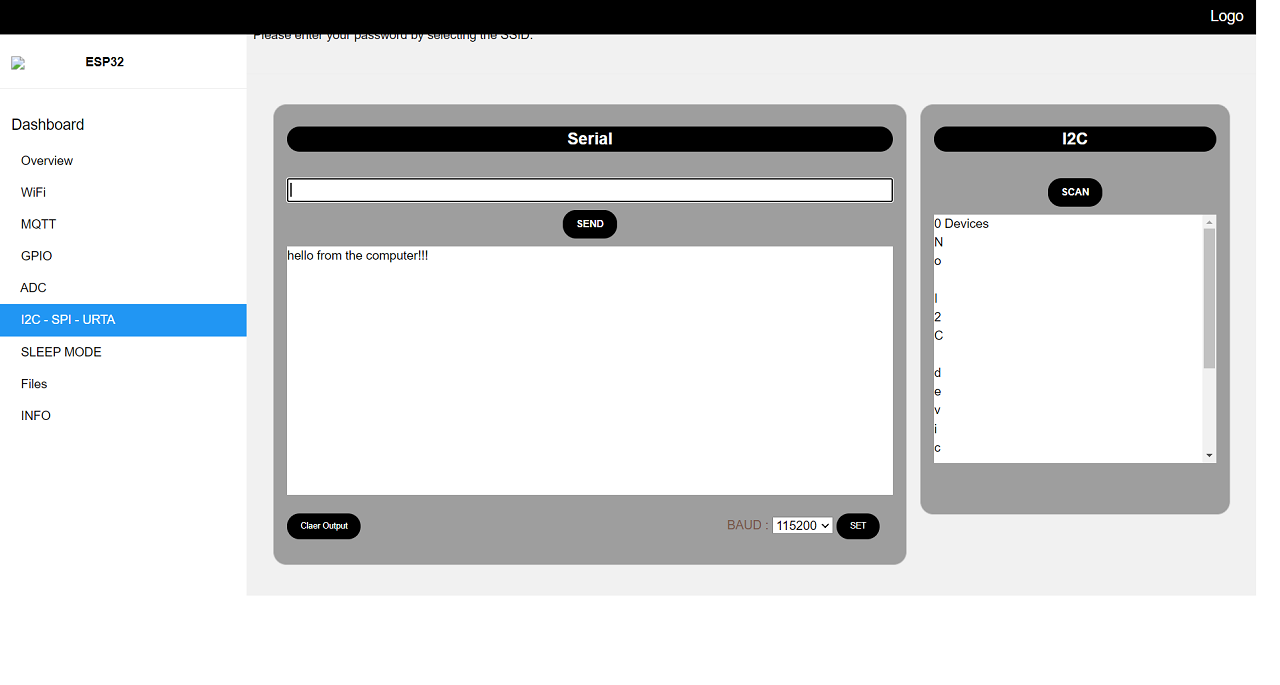 Logo
Please enter your password by selecting the SSID.
ESP32
Dashboard
Overview
WiFi
MQTT
GPIO
ADC
I2C - SPI - URTA
SLEEP MODE
Files
INFO
Serial
SEND
hello from the computer!!!
Claer Output
BAUD : 115200 SET
I2C
SCAN
0 Devices
N
o
I
2
C
d
e
v
i
c